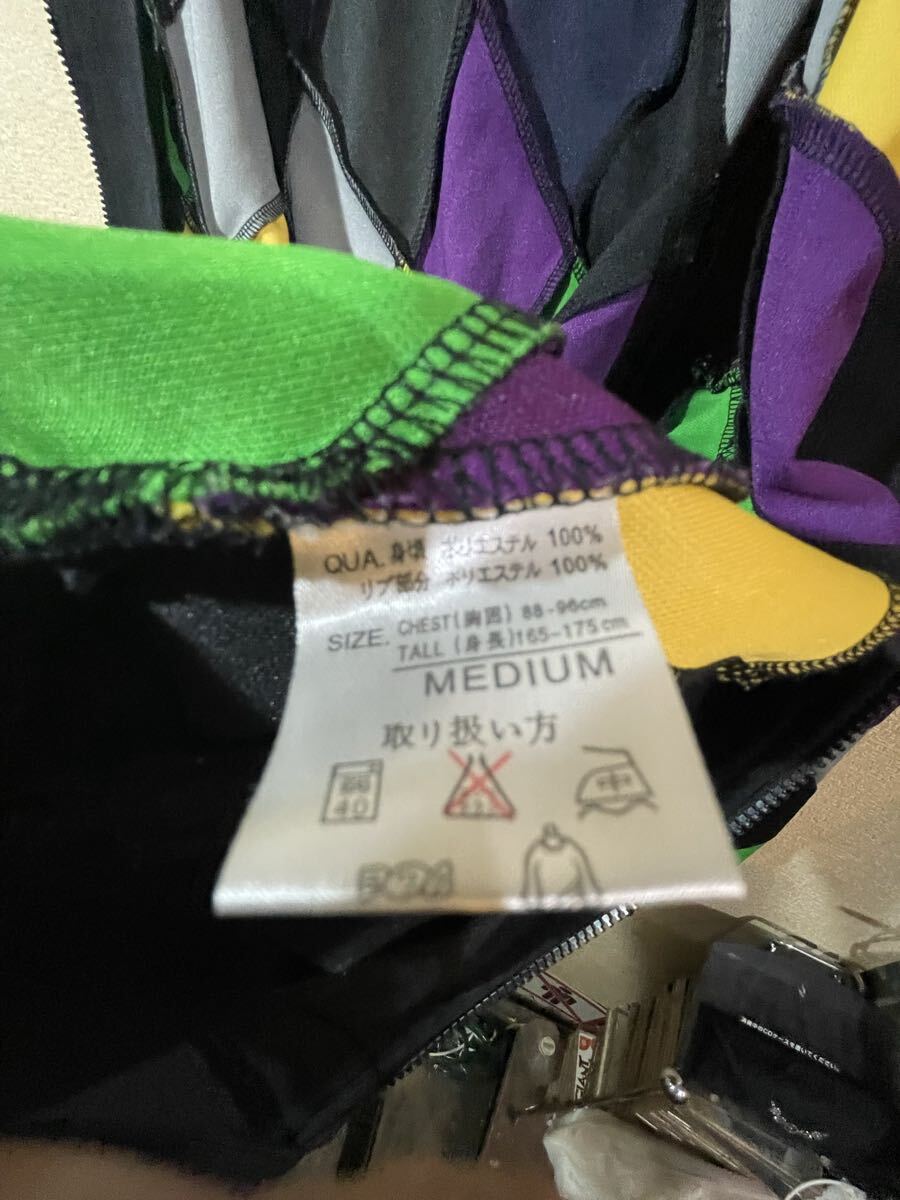 QUA. 身頃 ポリエステル 100%
リブ部分 ポリエステル 100%
SIZE. CHEST(胸囲) 88-96cm
TALL (身長)165-175cm
MEDIUM
取り扱い方
40